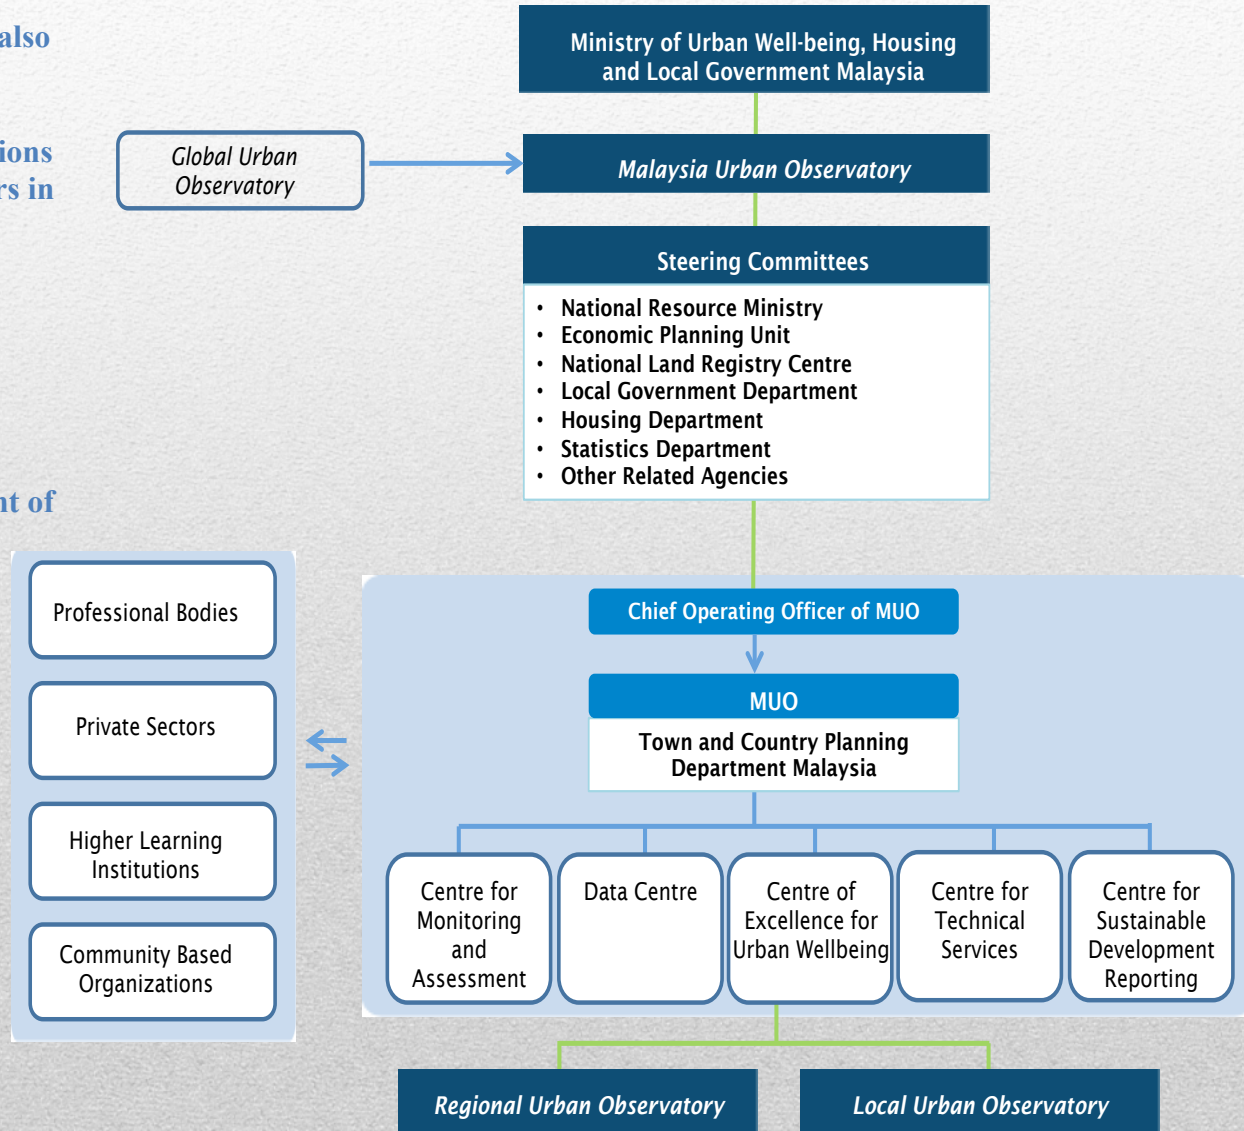 also
ions
rs in
nt of
Ministry of Urban Well-being, Housing
and Local Government Malaysia
Global Urban
Observatory
Malaysia Urban Observatory
Steering Committees
• National Resource Ministry
• Economic Planning Unit
• National Land Registry Centre
• Local Government Department
• Housing Department
• Statistics Department
• Other Related Agencies
Professional Bodies
Private Sectors
Higher Learning
Institutions
Community Based
Organizations
Chief Operating Officer of MUO
MUO
Town and Country Planning
Department Malaysia
Centre for
Monitoring
and
Assessment
Data Centre
Centre of
Excellence for
Urban Wellbeing
Centre for
Technical
Services
Centre for
Sustainable
Development
Reporting
Regional Urban Observatory
Local Urban Observatory